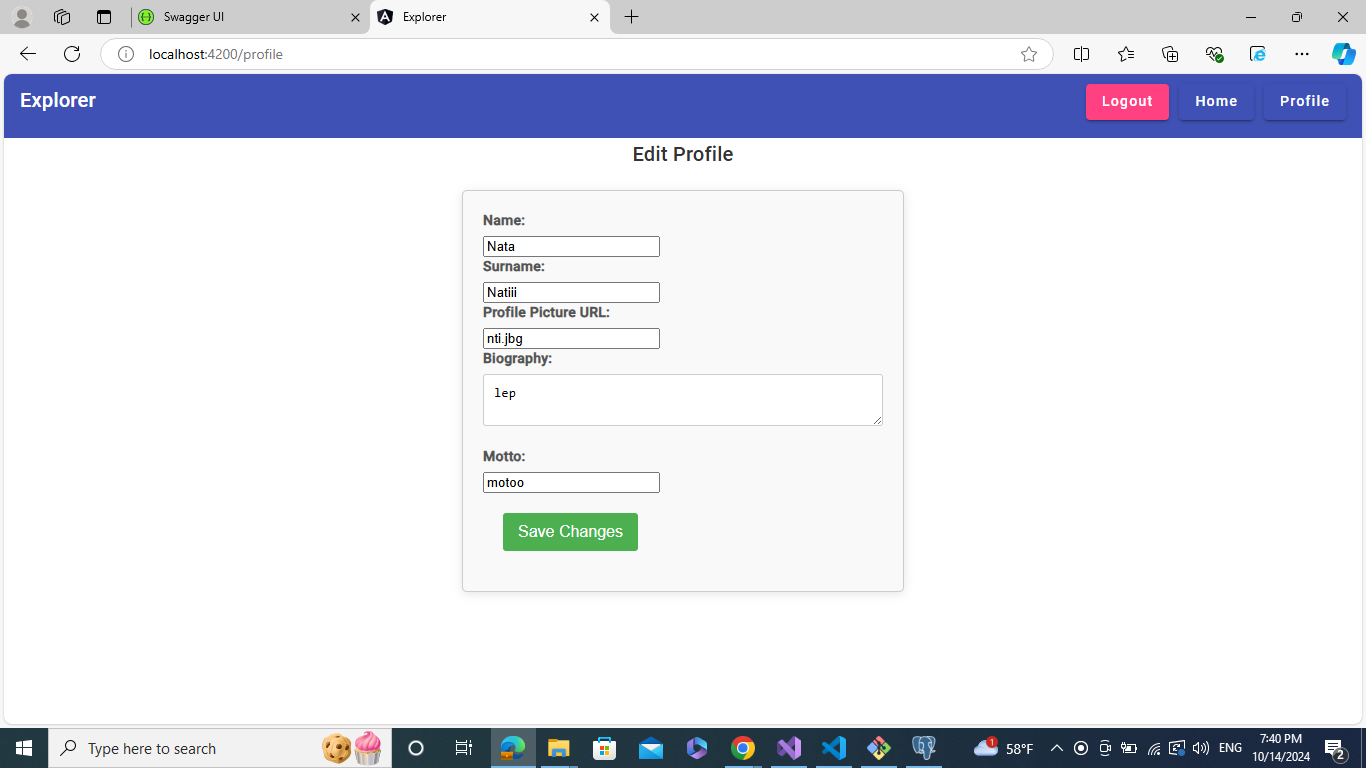 Swagger UI
Explorer
localhost:4200/profile
Explorer
Logout
Home
Profile
Edit Profile
Name:
Nata
Surname:
Natiii
Profile Picture URL:
nti.jbg
Biography:
lep
Motto:
motoo
Save Changes
Type here to search
1
58°F
ENG
7:40 PM
10/14/2024
2